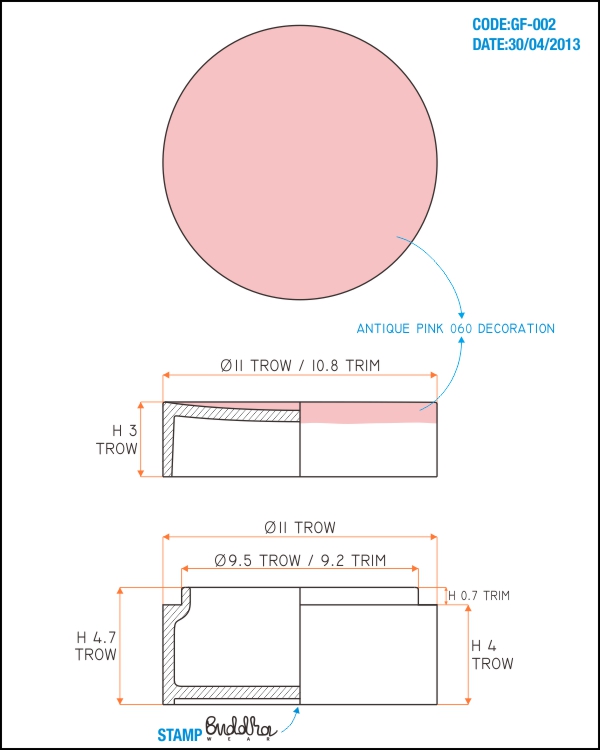 CODE:GF-002
DATE:30/04/2013
ANTIQUE PINK 060 DECORATION
Ø11 TROW / 10.8 TRIM
H 3
TROW
Ø11 TROW
Ø9.5 TROW / 9.2 TRIM
H 0.7 TRIM
H 4.7
TROW
H 4
TROW
STAMP Buddha
WEAR